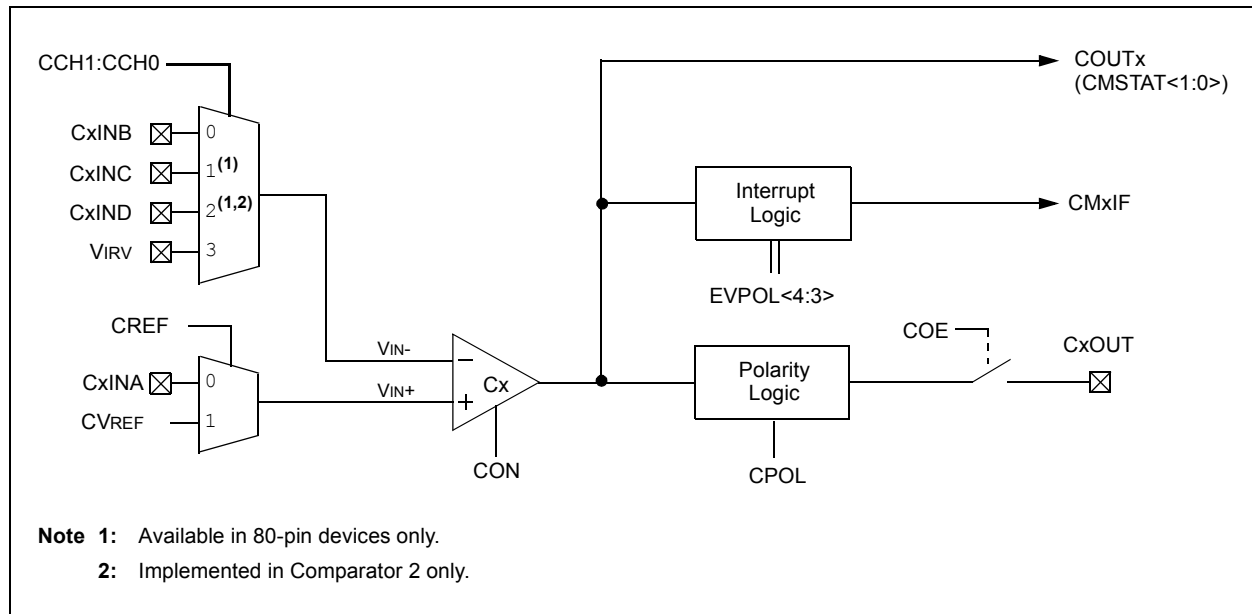 CCH1:CCH0
CxINB
0
CxINC
1(1)
CxIND
2(1,2)
VIRV
3
CREF
CxINA
0
CVREF
1
VIN-
VIN+
−
+
Cx
CON
COUTx
(CMSTAT<1:0>)
Interrupt
Logic
CMxIF
EVPOL<4:3>
COE
CxOUT
Polarity
Logic
CPOL
Note 1: Available in 80-pin devices only.
2: Implemented in Comparator 2 only.